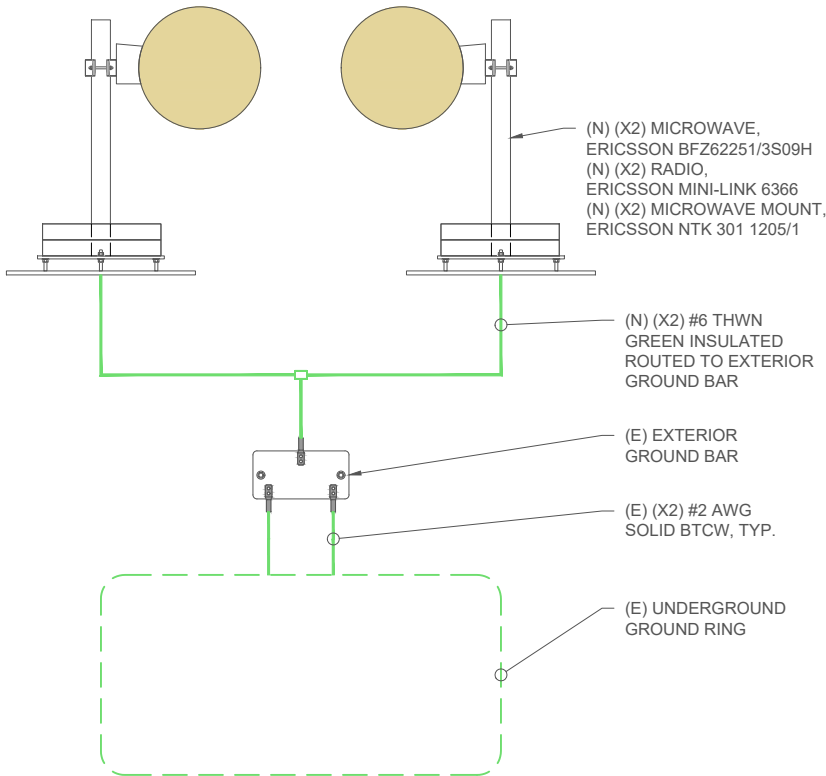 (N) (X2) MICROWAVE,
ERICSSON BFZ62251/3S09H
(N) (X2) RADIO,
ERICSSON MINI-LINK 6366
(N) (X2) MICROWAVE MOUNT,
ERICSSON NTK 301 1205/1
(N) (X2) #6 THWN
GREEN INSULATED
ROUTED TO EXTERIOR
GROUND BAR
(E) EXTERIOR
GROUND BAR
(E) (X2) #2 AWG
SOLID BTCW, TYP.
(E) UNDERGROUND
GROUND RING